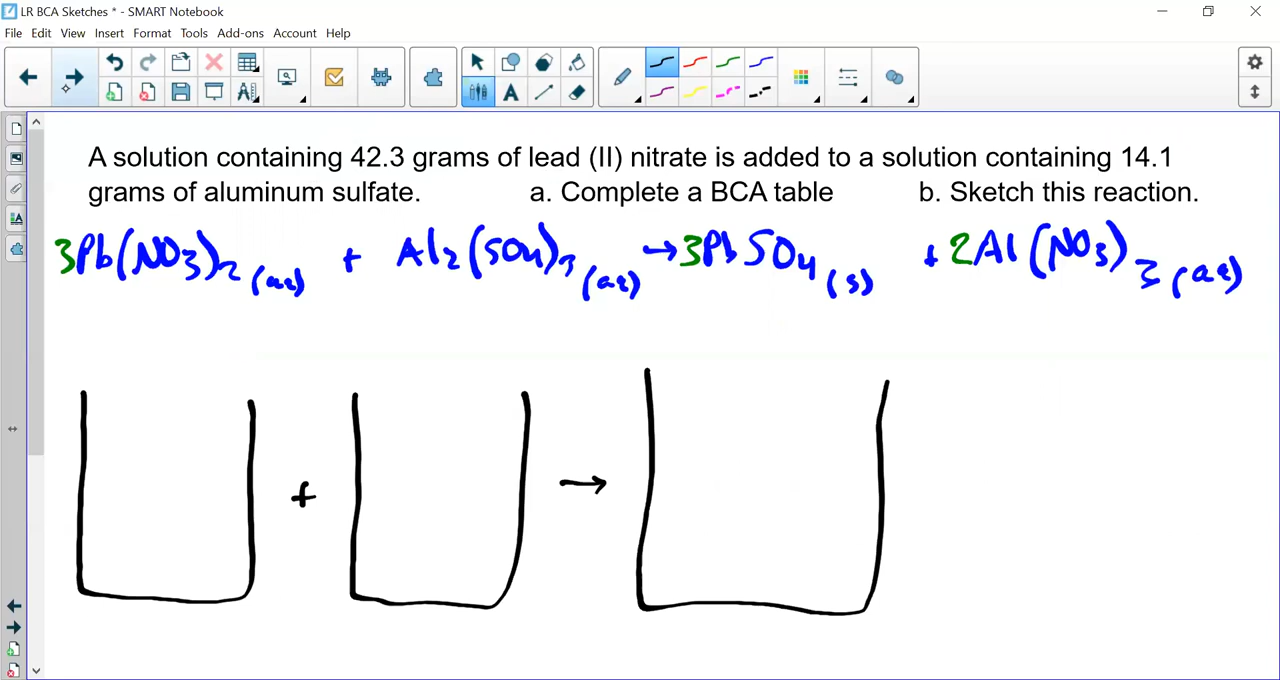 LR BCA Sketches * - SMART Notebook
File Edit View Insert Format Tools Add-ons Account Help
A solution containing 42.3 grams of lead (II) nitrate is added to a solution containing 14.1
grams of aluminum sulfate. a. Complete a BCA table b. Sketch this reaction.
3Pb(NO3)2(aq) + Al2(SO4)3(aq) → 3PbSO4(s) + 2Al(NO3)3(aq)
+ →